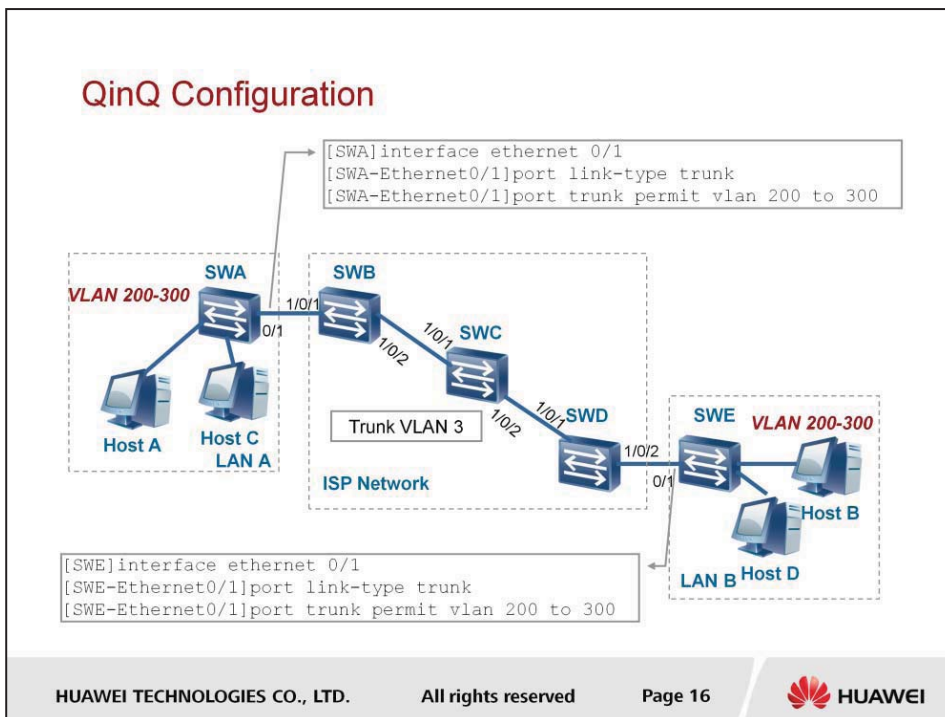 QinQ Configuration
[SWA]interface ethernet 0/1
[SWA-Ethernet0/1]port link-type trunk
[SWA-Ethernet0/1]port trunk permit vlan 200 to 300
SWA
VLAN 200-300
0/1
Host A
Host C
LAN A
1/0/1
SWB
1/0/2
1/0/1
SWC
1/0/2
Trunk VLAN 3
1/0/1
SWD
ISP Network
1/0/2
0/1
SWE
VLAN 200-300
Host B
LAN B
Host D
[SWE]interface ethernet 0/1
[SWE-Ethernet0/1]port link-type trunk
[SWE-Ethernet0/1]port trunk permit vlan 200 to 300
HUAWEI TECHNOLOGIES CO., LTD.
All rights reserved
Page 16
HUAWEI